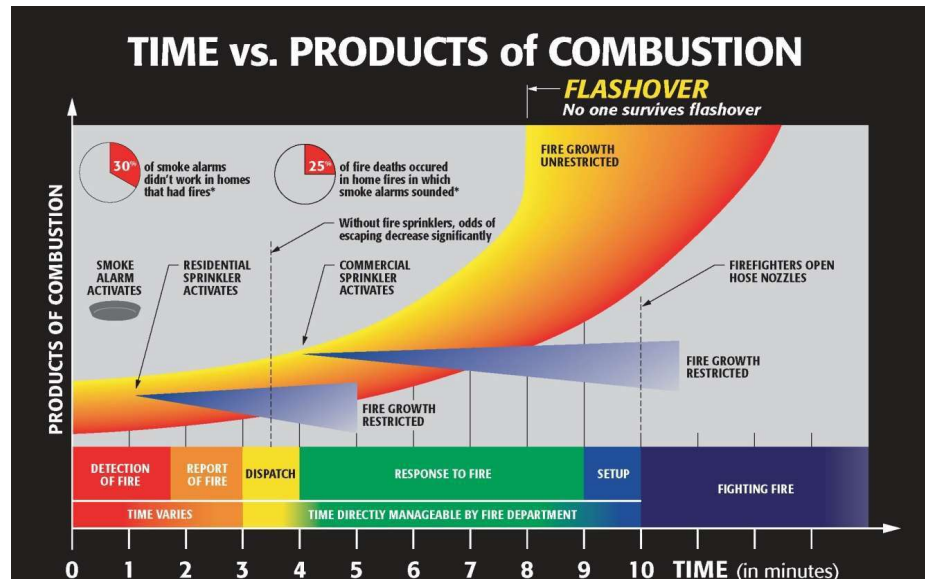 TIME vs. PRODUCTS of COMBUSTION
FLASHOVER
No one survives flashover
PRODUCTS OF COMBUSTION
30%
of smoke alarms
didn't work in homes
that had fires*
25%
of fire deaths occured
in home fires in which
smoke alarms sounded*
FIRE GROWTH
UNRESTRICTED
Without fire sprinklers, odds of
escaping decrease significantly
SMOKE
ALARM
ACTIVATES
RESIDENTIAL
SPRINKLER
ACTIVATES
COMMERCIAL
SPRINKLER
ACTIVATES
FIREFIGHTERS OPEN
HOSE NOZZLES
FIRE GROWTH
RESTRICTED
FIRE GROWTH
RESTRICTED
DETECTION
OF FIRE
REPORT
OF FIRE
DISPATCH
RESPONSE TO FIRE
SETUP
FIGHTING FIRE
TIME VARIES
TIME DIRECTLY MANAGEABLE BY FIRE DEPARTMENT
0 1 2 3 4 5 6 7 8 9 10 TIME (in minutes)